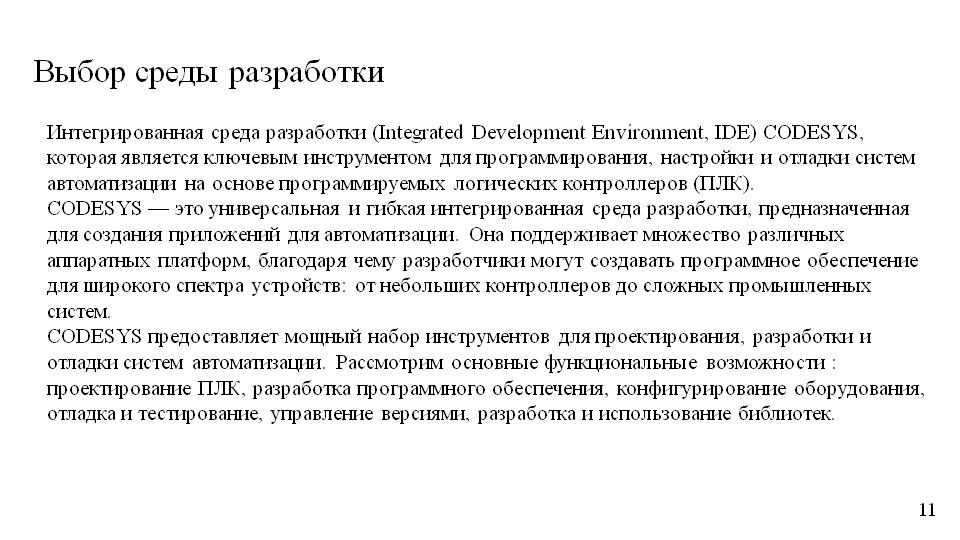 Выбор среды разработки
Интегрированная среда разработки (Integrated Development Environment, IDE) CODESYS,
которая является ключевым инструментом для программирования, настройки и отладки систем
автоматизации на основе программируемых логических контроллеров (ПЛК).
CODESYS — это универсальная и гибкая интегрированная среда разработки, предназначенная
для создания приложений для автоматизации. Она поддерживает множество различных
аппаратных платформ, благодаря чему разработчики могут создавать программное обеспечение
для широкого спектра устройств: от небольших контроллеров до сложных промышленных
систем.
CODESYS предоставляет мощный набор инструментов для проектирования, разработки и
отладки систем автоматизации. Рассмотрим основные функциональные возможности :
проектирование ПЛК, разработка программного обеспечения, конфигурирование оборудования,
отладка и тестирование, управление версиями, разработка и использование библиотек.
11